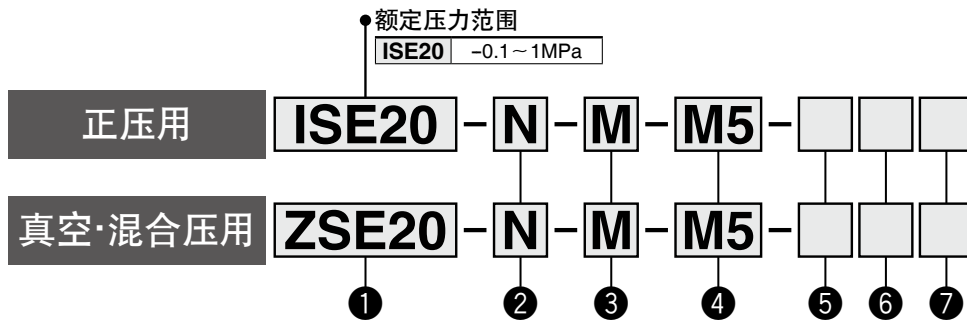 额定压力范围
ISE20 -0.1～1MPa
正压用 ISE20 - N - M - M5 -
真空·混合压用 ZSE20 - N - M - M5 -
❶ ❷ ❸ ❹ ❺ ❻ ❼